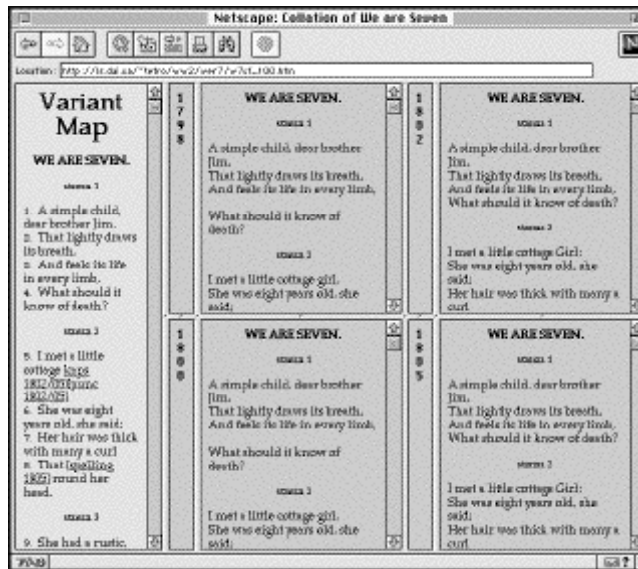 Netscape: Collation of We are Seven
Location:
Variant
Map
WE ARE SEVEN.
stanza 1
1. A simple child,
dear brother Jim,
2. That lightly draws
its breath,
3. And feels its life
in every limb,
4. What should it
know of death?
stanza 2
5. I met a little
cottage [caps
1802/05][punc
1802/05]
6. She was eight
years old, she said;
7. Her hair was thick
with many a curl
8. That [spelling
1805] round her
head.
stanza 3
9. She had a rustic,
1
7
9
8
WE ARE SEVEN.
stanza 1
A simple child, dear brother
Jim,
That lightly draws its breath,
And feels its life in every limb,
What should it know of
death?
stanza 2
I met a little cottage girl,
She was eight years old, she
said;
1
8
0
2
WE ARE SEVEN.
stanza 1
A simple child, dear brother
Jim,
That lightly draws its breath,
And feels its life in every limb,
What should it know of death?
stanza 2
I met a little cottage Girl:
She was eight years old, she said;
Her hair was thick with many a
curl
1
8
0
0
WE ARE SEVEN.
stanza 1
A simple child, dear brother
Jim,
That lightly draws its breath,
And feels its life in every limb,
What should it know of
death?
stanza 2
I met a little cottage girl,
She was eight years old, she
said;
1
8
0
5
WE ARE SEVEN.
stanza 1
A simple child, dear brother
Jim,
That lightly draws its breath,
And feels its life in every limb,
What should it know of death?
stanza 2
I met a little cottage Girl:
She was eight years old, she
said;
Her hair was thick with many a
curl